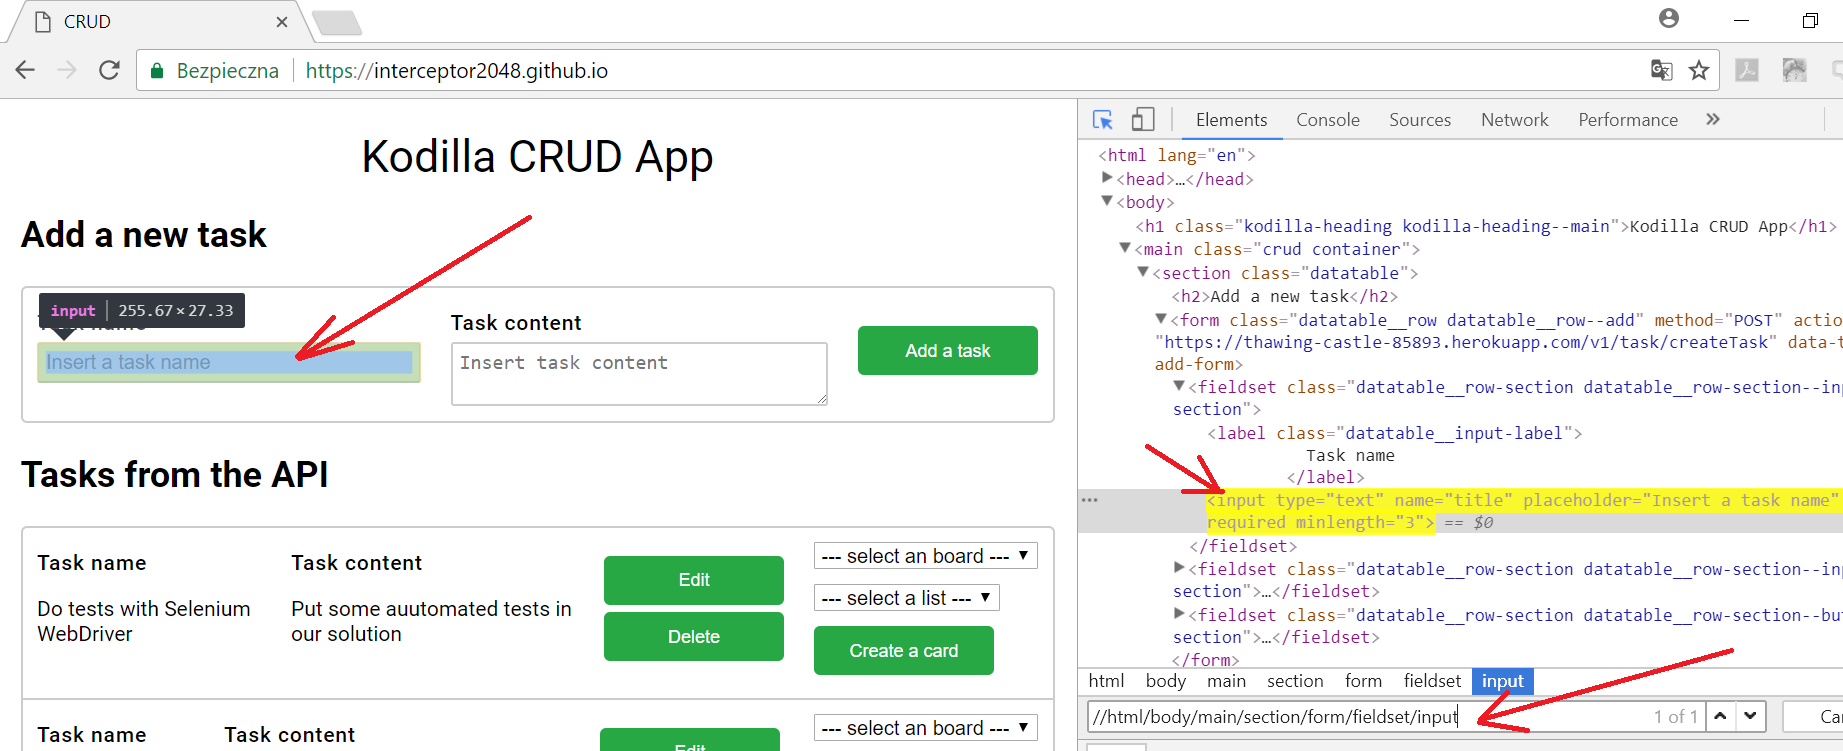 CRUD
Bezpieczna https://interceptor2048.github.io
Kodilla CRUD App
Add a new task
input 255.67×27.33
Task content
Insert a task name
Insert task content
Add a task
Tasks from the API
Task name
Task content
Do tests with Selenium
WebDriver
Put some auutomated tests in
our solution
Edit
Delete
--- select an board ---
--- select a list ---
Create a card
Task name
Task content
Edit
--- select an board ---
Elements Console Sources Network Performance »
<html lang="en">
<head>…</head>
<body>
<h1 class="kodilla-heading kodilla-heading--main">Kodilla CRUD App</h1>
<main class="crud container">
<section class="datatable">
<h2>Add a new task</h2>
<form class="datatable__row datatable__row--add" method="POST" actio
"https://thawing-castle-85893.herokuapp.com/v1/task/createTask" data-t
add-form>
<fieldset class="datatable__row-section datatable__row-section--inp
section">
<label class="datatable__input-label">
Task name
</label>
<input type="text" name="title" placeholder="Insert a task name"
required minlength="3"> == $0
</fieldset>
<fieldset class="datatable__row-section datatable__row-section--inp
section">…</fieldset>
<fieldset class="datatable__row-section datatable__row-section--but
section">…</fieldset>
</form>
html body main section form fieldset input
//html/body/main/section/form/fieldset/input 1 of 1